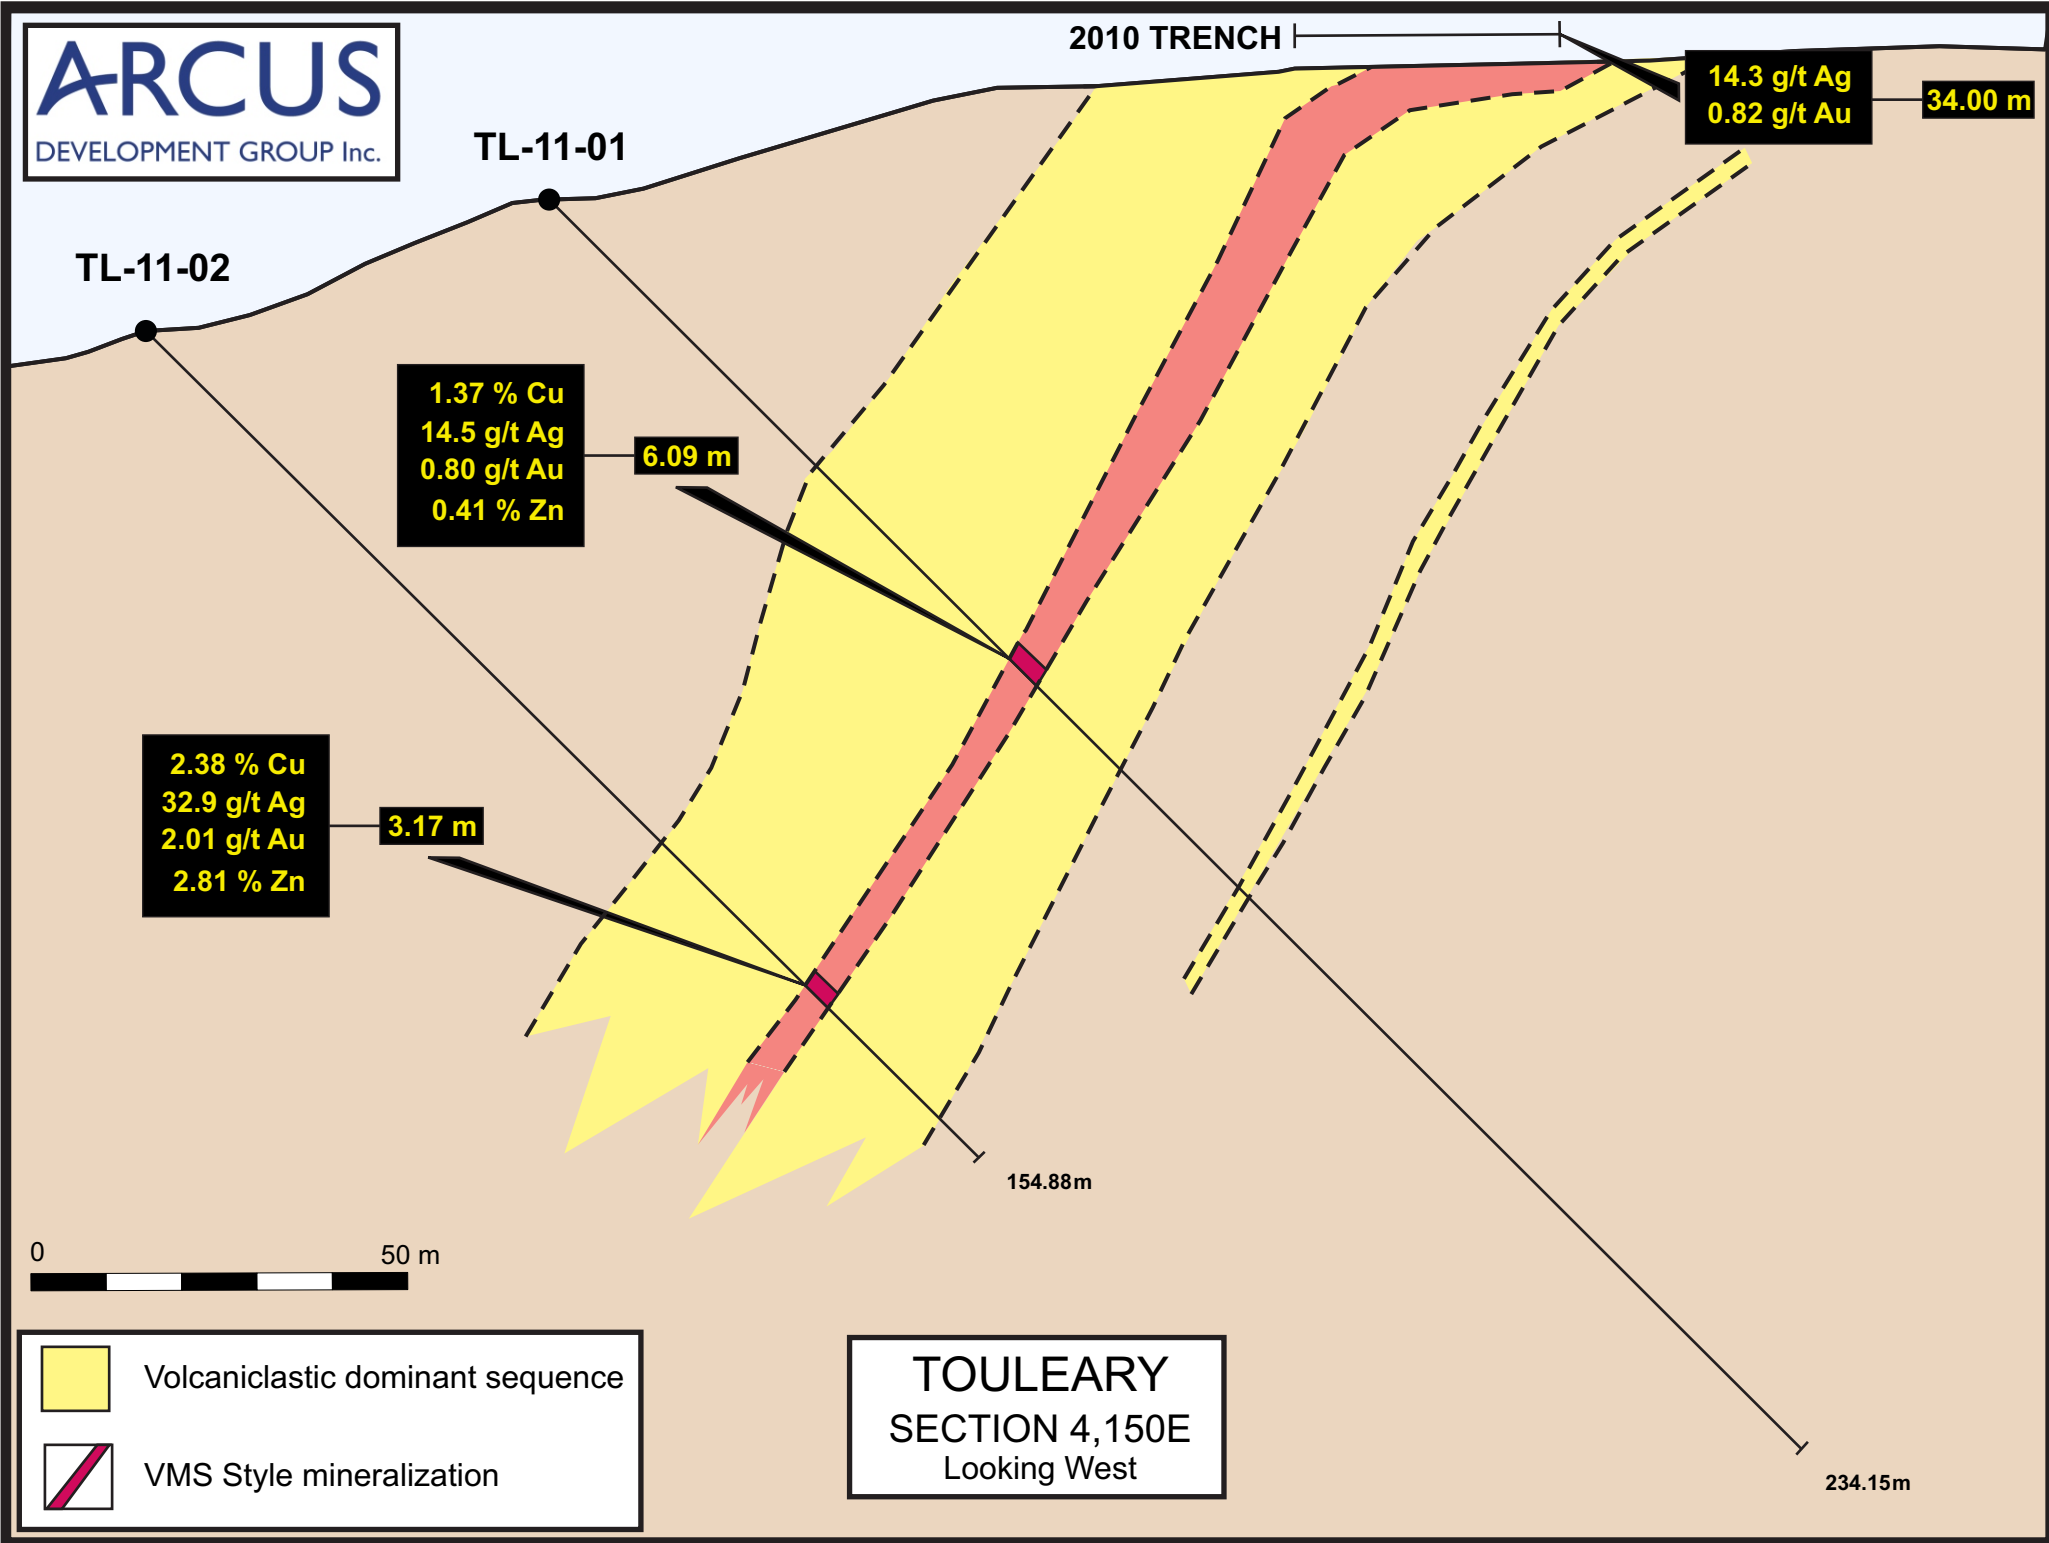 ARCUS
DEVELOPMENT GROUP Inc.
2010 TRENCH
14.3 g/t Ag
0.82 g/t Au
34.00 m
TL-11-01
TL-11-02
1.37 % Cu
14.5 g/t Ag
0.80 g/t Au
0.41 % Zn
6.09 m
2.38 % Cu
32.9 g/t Ag
2.01 g/t Au
2.81 % Zn
3.17 m
154.88m
0
50 m
Volcaniclastic dominant sequence
VMS Style mineralization
TOULEARY
SECTION 4,150E
Looking West
234.15m